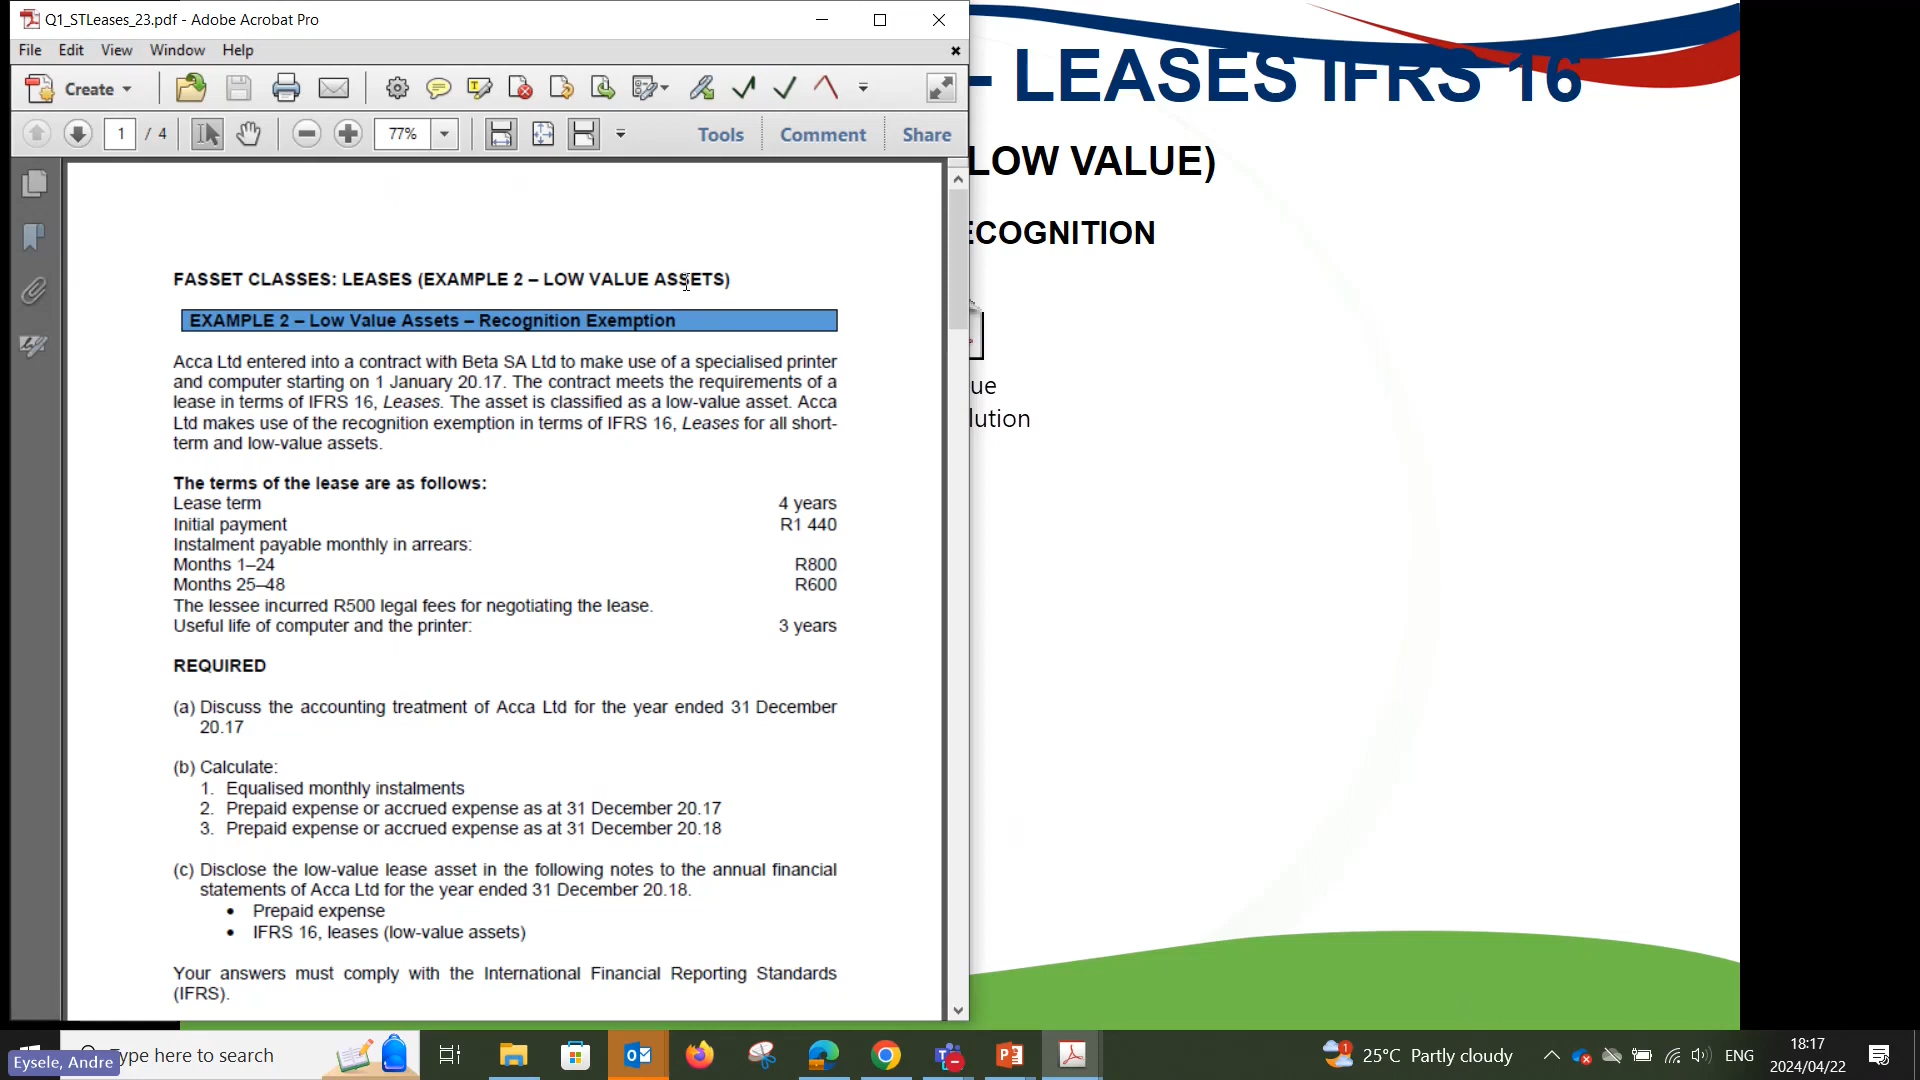 Q1_STLeases_23.pdf - Adobe Acrobat Pro
File Edit View Window Help
Create
1 / 4 77% Tools Comment Share
- LEASES IFRS 16
LOW VALUE)
ECOGNITION
ue
lution
FASSET CLASSES: LEASES (EXAMPLE 2 – LOW VALUE ASSETS)
EXAMPLE 2 – Low Value Assets – Recognition Exemption
Acca Ltd entered into a contract with Beta SA Ltd to make use of a specialised printer
and computer starting on 1 January 20.17. The contract meets the requirements of a
lease in terms of IFRS 16, Leases. The asset is classified as a low-value asset. Acca
Ltd makes use of the recognition exemption in terms of IFRS 16, Leases for all short-
term and low-value assets.
The terms of the lease are as follows:
Lease term 4 years
Initial payment R1 440
Instalment payable monthly in arrears:
Months 1–24 R800
Months 25–48 R600
The lessee incurred R500 legal fees for negotiating the lease.
Useful life of computer and the printer: 3 years
REQUIRED
(a) Discuss the accounting treatment of Acca Ltd for the year ended 31 December
20.17
(b) Calculate:
1. Equalised monthly instalments
2. Prepaid expense or accrued expense as at 31 December 20.17
3. Prepaid expense or accrued expense as at 31 December 20.18
(c) Disclose the low-value lease asset in the following notes to the annual financial
statements of Acca Ltd for the year ended 31 December 20.18.
• Prepaid expense
• IFRS 16, leases (low-value assets)
Your answers must comply with the International Financial Reporting Standards
(IFRS).
Type here to search
Eysele, Andre
25°C Partly cloudy
ENG
18:17
2024/04/22